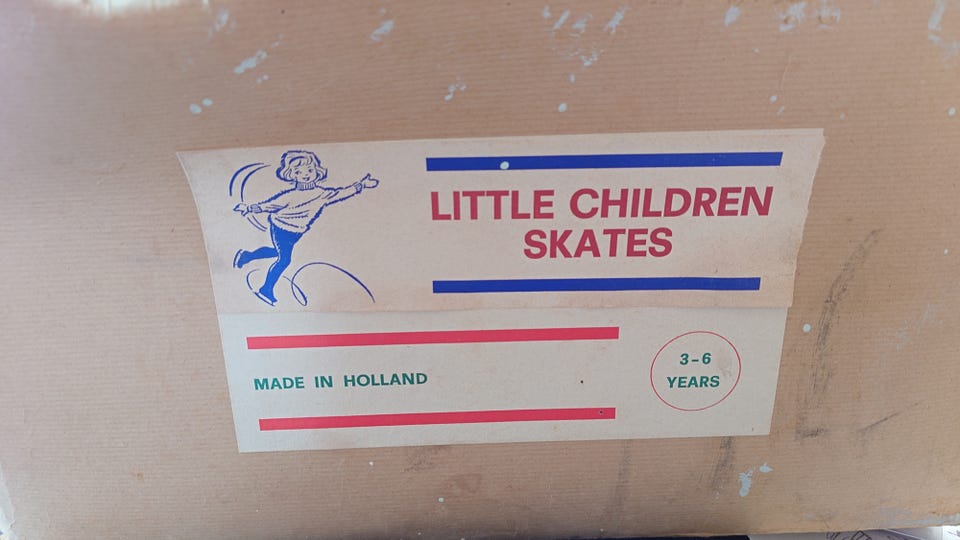 LITTLE CHILDREN
SKATES
MADE IN HOLLAND
3-6
YEARS